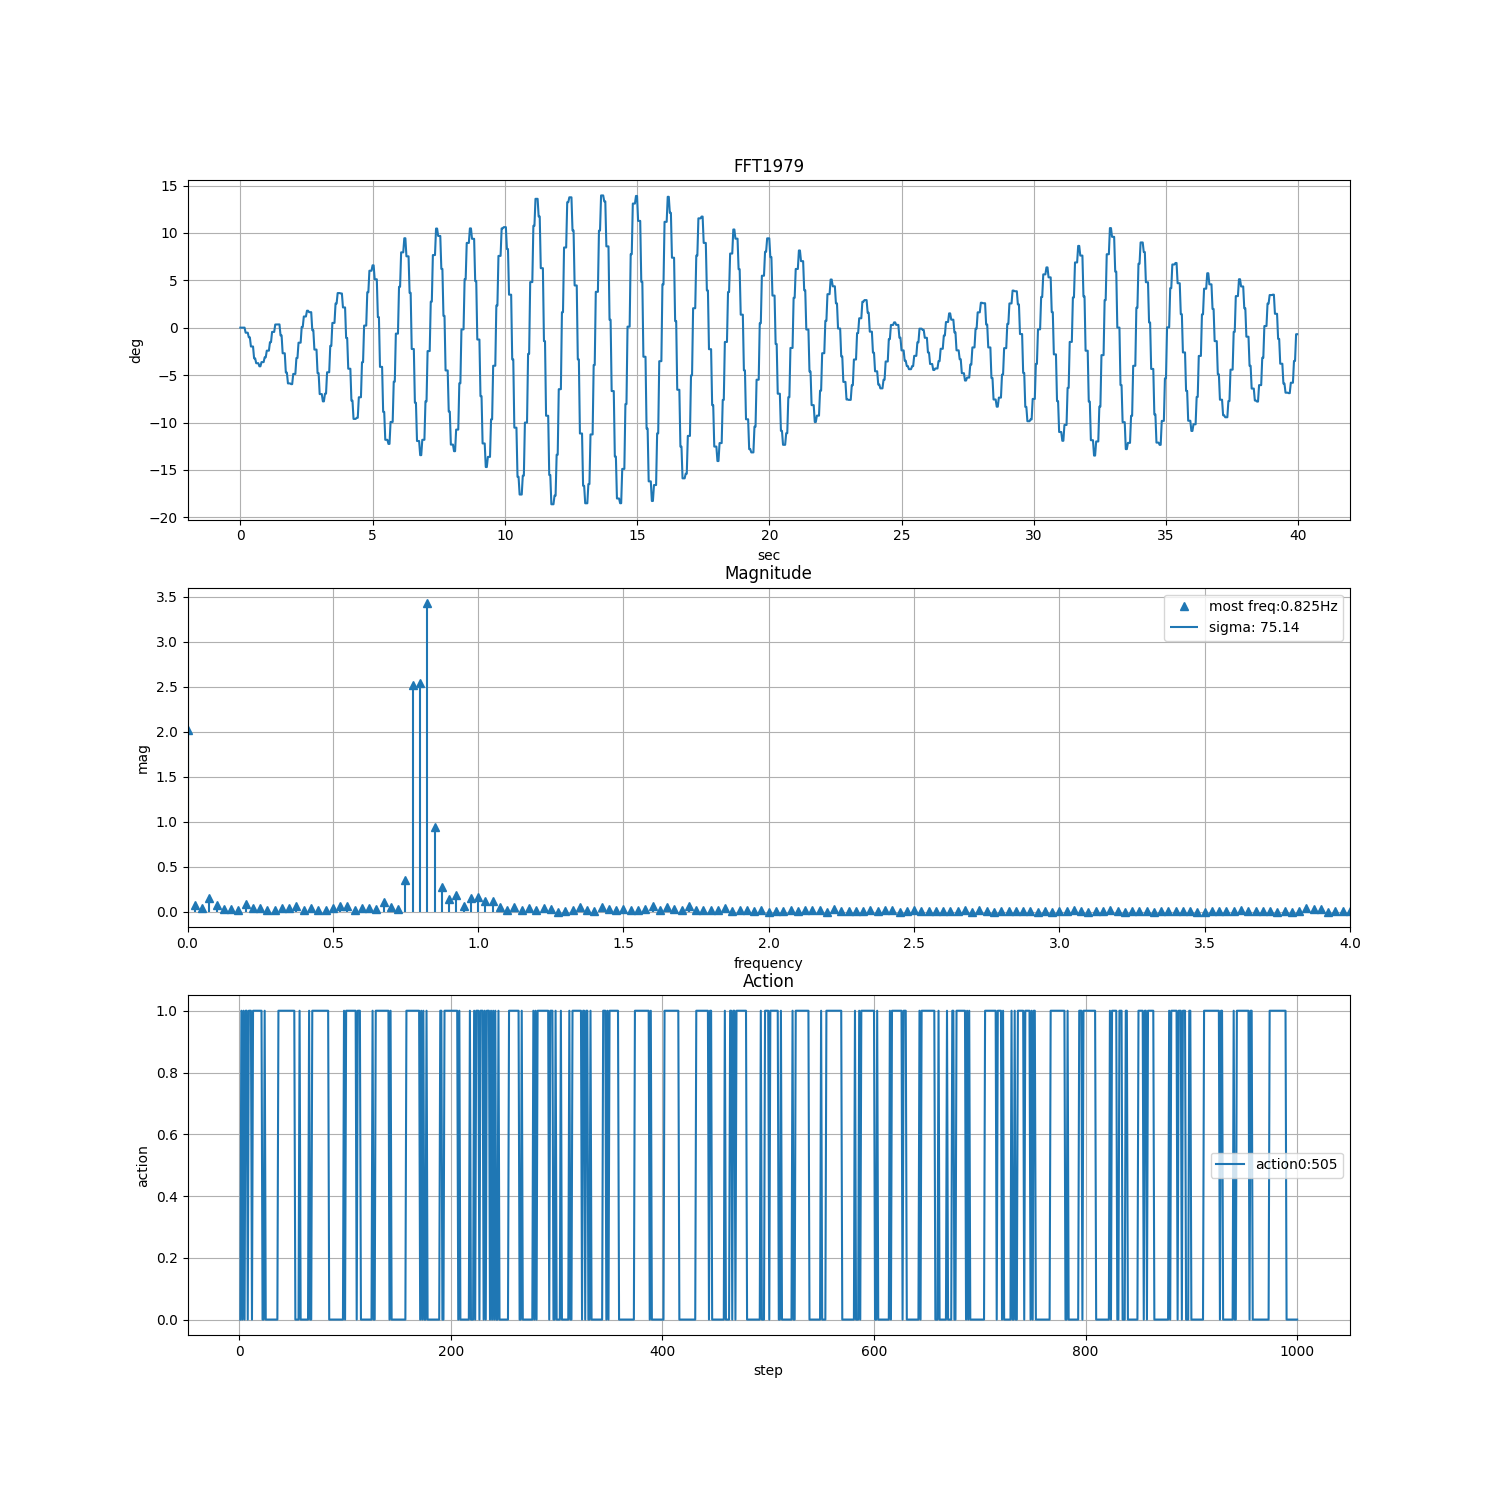 FFT1979
15
10
5
0
−5
−10
−15
−20
deg
0 5 10 15 20 25 30 35 40
sec
Magnitude
3.5
3.0
2.5
2.0
1.5
1.0
0.5
0.0
mag
most freq:0.825Hz
sigma: 75.14
0.0 0.5 1.0 1.5 2.0 2.5 3.0 3.5 4.0
frequency
Action
1.0
0.8
0.6
0.4
0.2
0.0
action
action0:505
0 200 400 600 800 1000
step